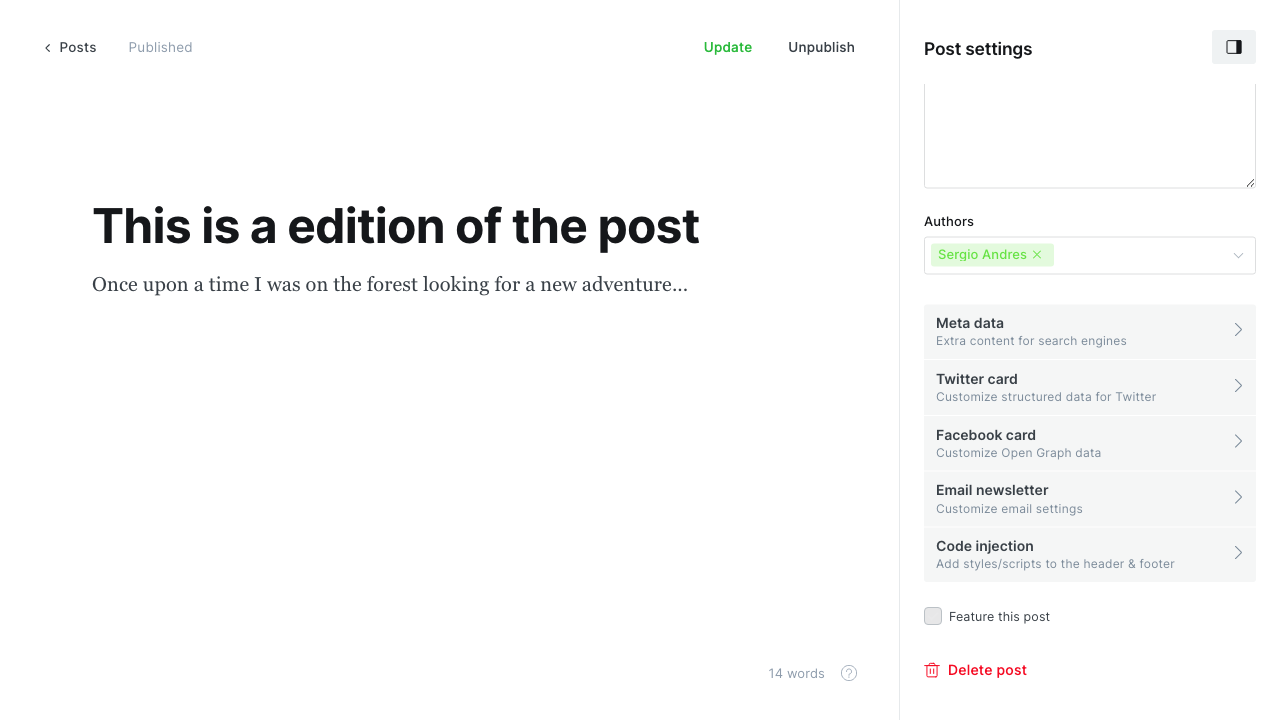 Posts
Published
Update
Unpublish
This is a edition of the post
Once upon a time I was on the forest looking for a new adventure...
14 words
?
Post settings
Authors
Sergio Andres
Meta data
Extra content for search engines
Twitter card
Customize structured data for Twitter
Facebook card
Customize Open Graph data
Email newsletter
Customize email settings
Code injection
Add styles/scripts to the header & footer
Feature this post
Delete post